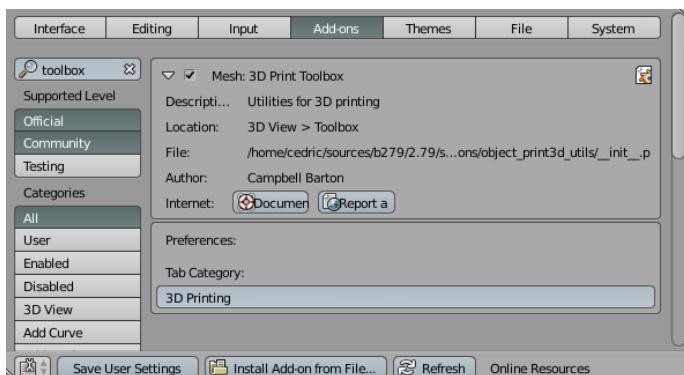 Interface Editing Input Add-ons Themes File System
toolbox
Supported Level
Official
Community
Testing
Categories
All
User
Enabled
Disabled
3D View
Add Curve
Mesh: 3D Print Toolbox
Descripti... Utilities for 3D printing
Location: 3D View > Toolbox
File: /home/cedric/sources/b279/2.79/s...ons/object_print3d_utils/__init__.p
Author: Campbell Barton
Internet: Documen Report a
Preferences:
Tab Category:
3D Printing
Save User Settings Install Add-on from File... Refresh Online Resources